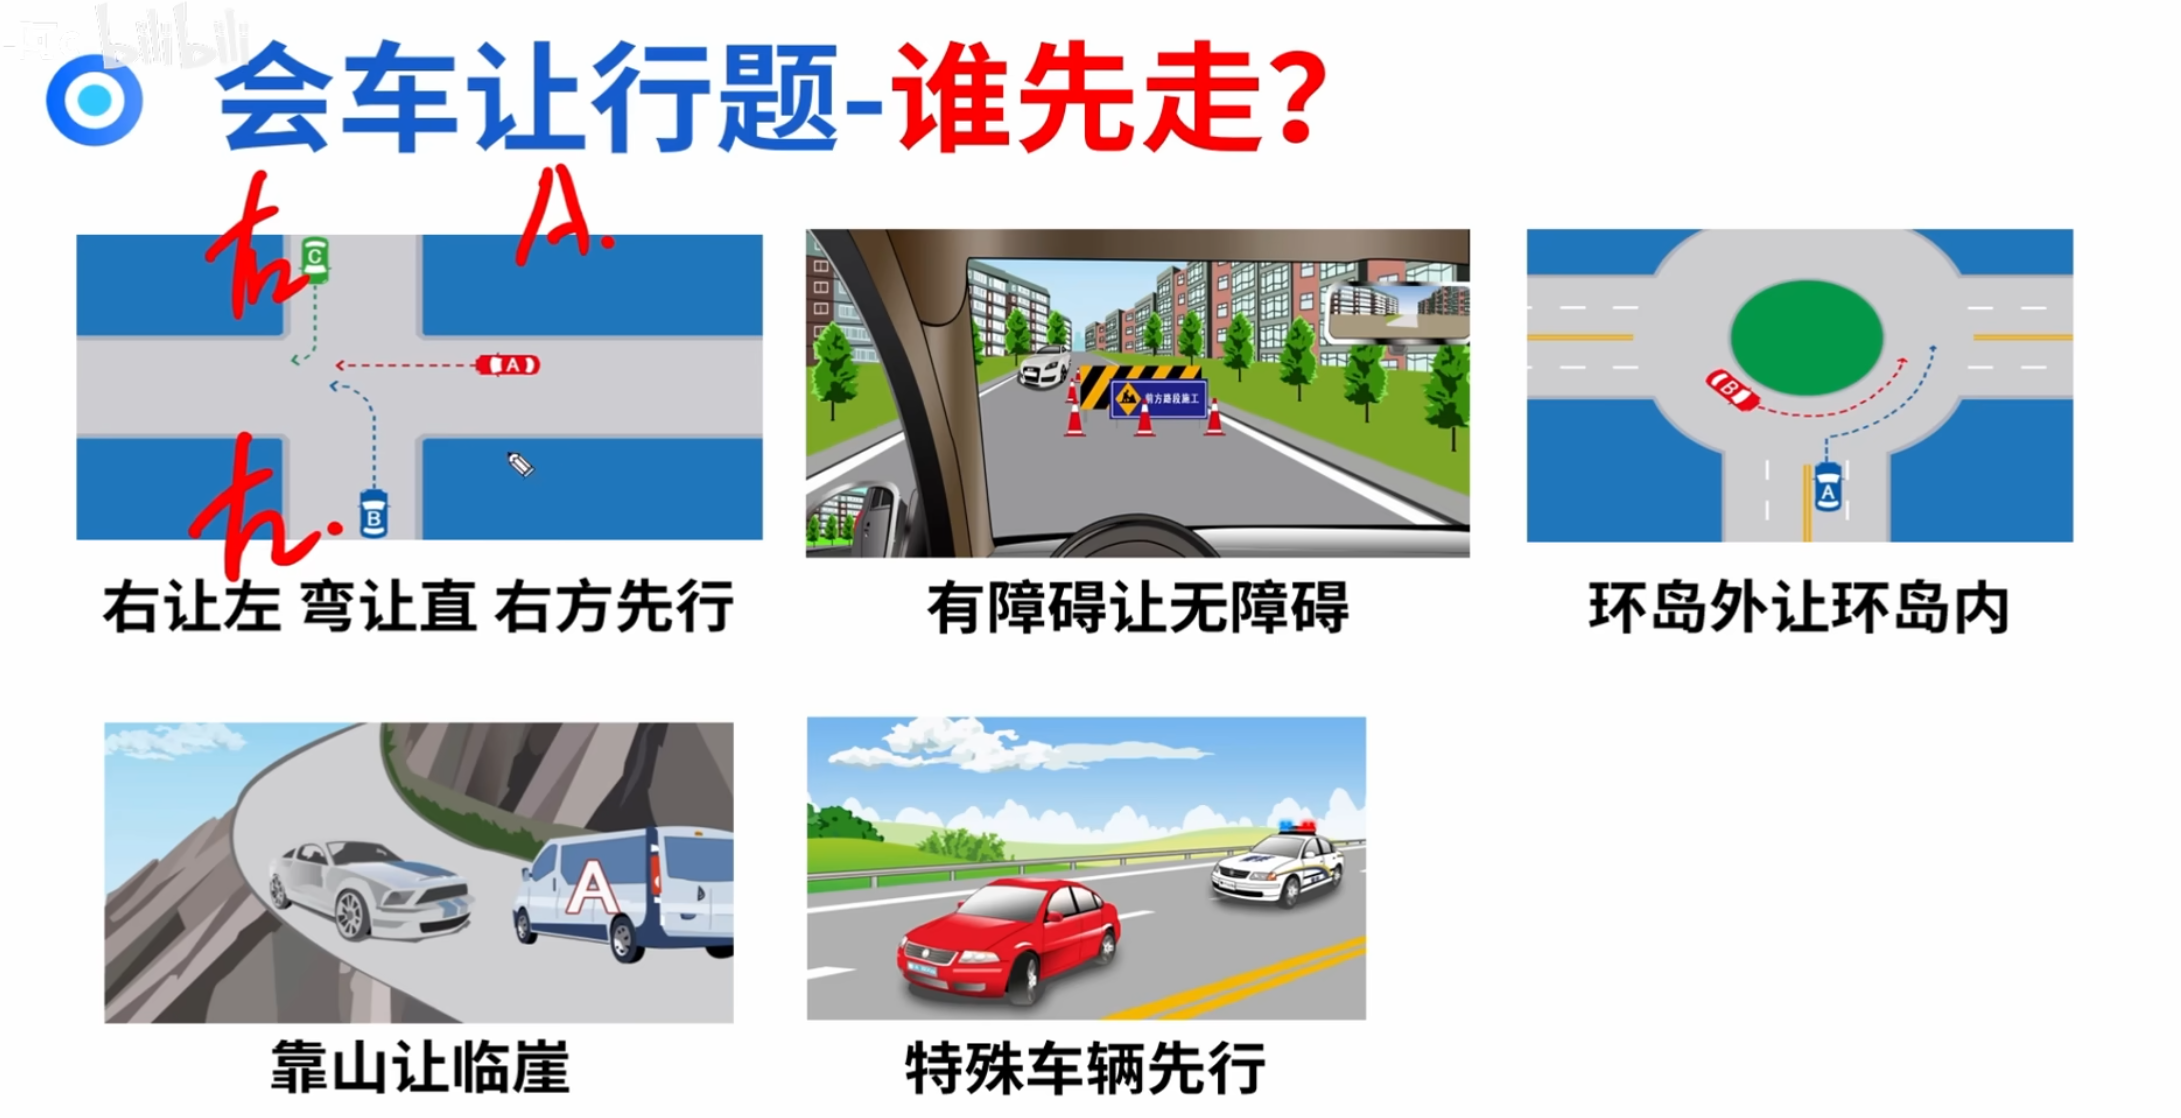 bilibili
会车让行题-谁先走？
A.
C
A
B
前方路段施工
B
A
右让左 弯让直 右方先行
有障碍让无障碍
环岛外让环岛内
A
靠山让临崖
特殊车辆先行